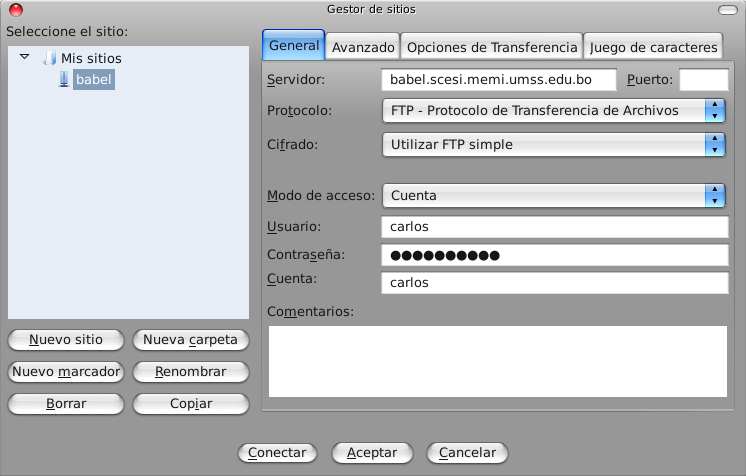 Gestor de sitios
Seleccione el sitio:
Mis sitios
babel
Nuevo sitio
Nueva carpeta
Nuevo marcador
Renombrar
Borrar
Copiar
General
Avanzado
Opciones de Transferencia
Juego de caracteres
Servidor: babel.scesi.memi.umss.edu.bo Puerto:
Protocolo: FTP - Protocolo de Transferencia de Archivos
Cifrado: Utilizar FTP simple
Modo de acceso: Cuenta
Usuario: carlos
Contraseña: ●●●●●●●●●●
Cuenta: carlos
Comentarios:
Conectar
Aceptar
Cancelar